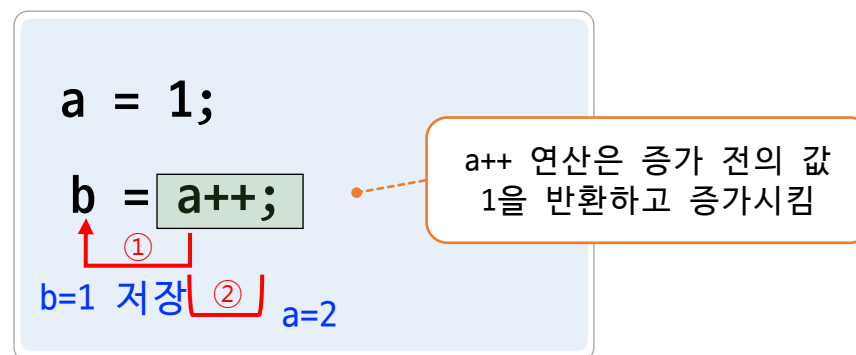 a = 1;
b = a++;
a++ 연산은 증가 전의 값
1을 반환하고 증가시킴
①
b=1 저장
②
a=2